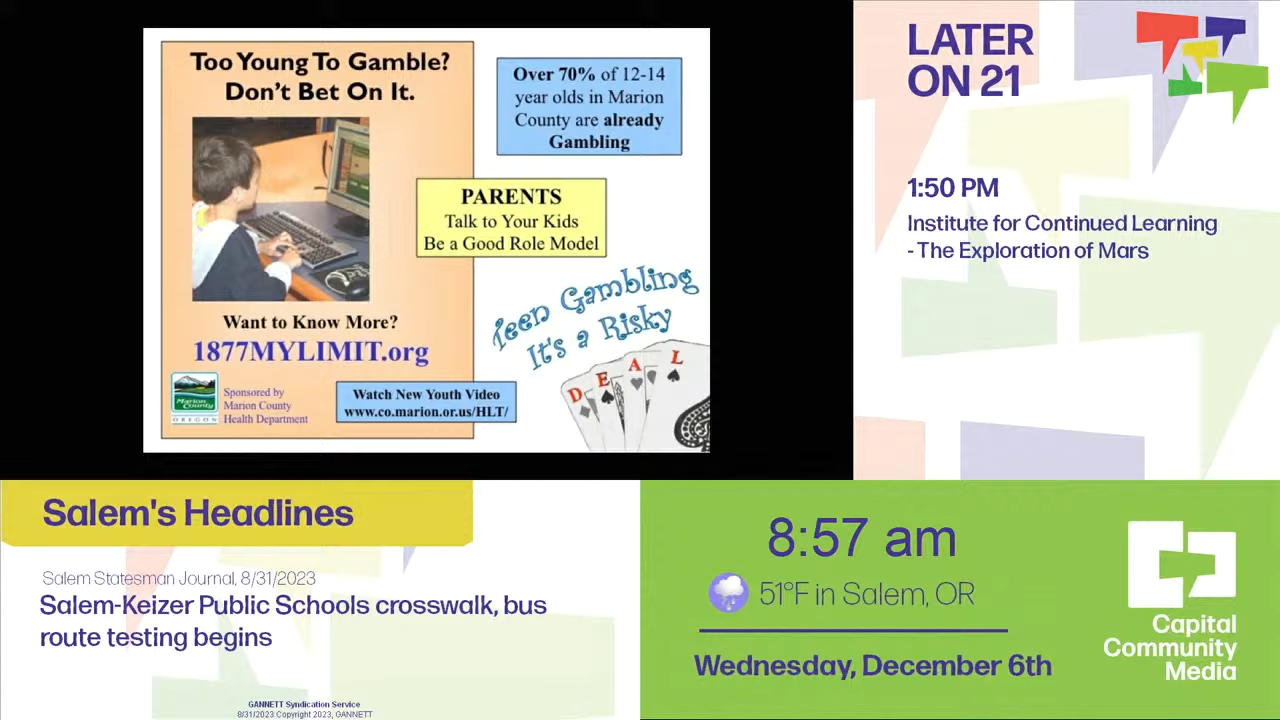 Too Young To Gamble?
Don't Bet On It.
Over 70% of 12-14
year olds in Marion
County are already
Gambling
PARENTS
Talk to Your Kids
Be a Good Role Model
Teen Gambling
It's a Risky
D E A L
Want to Know More?
1877MYLIMIT.org
Marion
County
OREGON
Sponsored by
Marion County
Health Department
Watch New Youth Video
www.co.marion.or.us/HLT/
LATER
ON 21
1:50 PM
Institute for Continued Learning
- The Exploration of Mars
Salem's Headlines
Salem Statesman Journal, 8/31/2023
Salem-Keizer Public Schools crosswalk, bus
route testing begins
GANNETT Syndication Service
8/31/2023 Copyright 2023, GANNETT
8:57 am
51°F in Salem, OR
Wednesday, December 6th
Capital
Community
Media